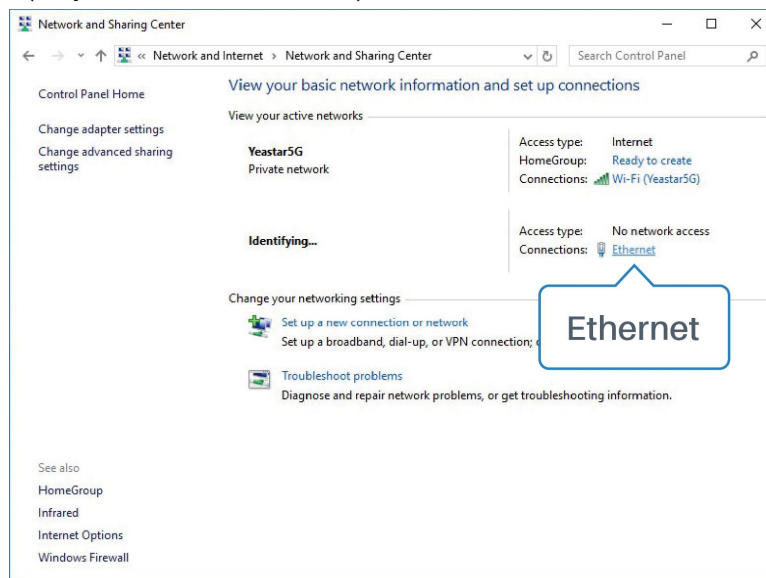 Network and Sharing Center
« Network and Internet › Network and Sharing Center
Search Control Panel
Control Panel Home
Change adapter settings
Change advanced sharing
settings
View your basic network information and set up connections
View your active networks
Yeastar5G
Private network
Access type: Internet
HomeGroup: Ready to create
Connections: Wi-Fi (Yeastar5G)
Identifying...
Access type: No network access
Connections: Ethernet
Ethernet
Change your networking settings
Set up a new connection or network
Set up a broadband, dial-up, or VPN connection;
Troubleshoot problems
Diagnose and repair network problems, or get troubleshooting information.
See also
HomeGroup
Infrared
Internet Options
Windows Firewall